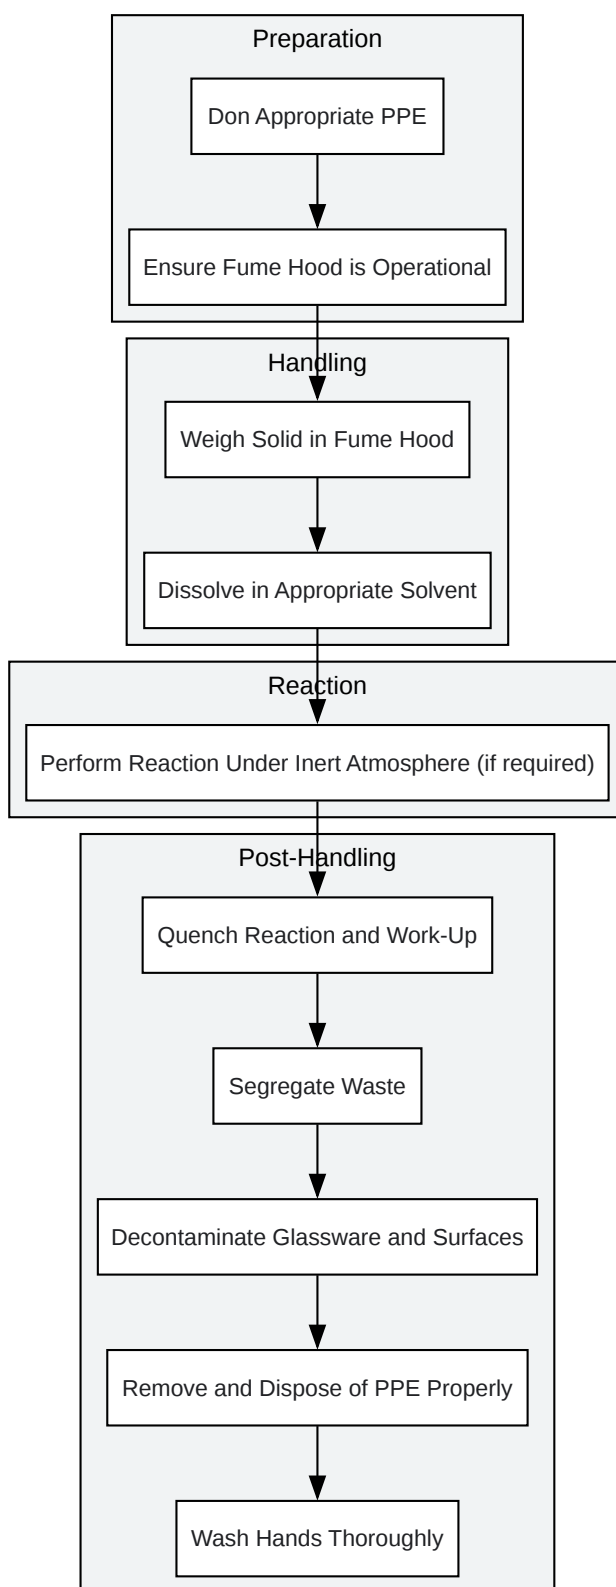 Preparation
Don Appropriate PPE
Ensure Fume Hood is Operational
Handling
Weigh Solid in Fume Hood
Dissolve in Appropriate Solvent
Reaction
Perform Reaction Under Inert Atmosphere (if required)
Post-Handling
Quench Reaction and Work-Up
Segregate Waste
Decontaminate Glassware and Surfaces
Remove and Dispose of PPE Properly
Wash Hands Thoroughly